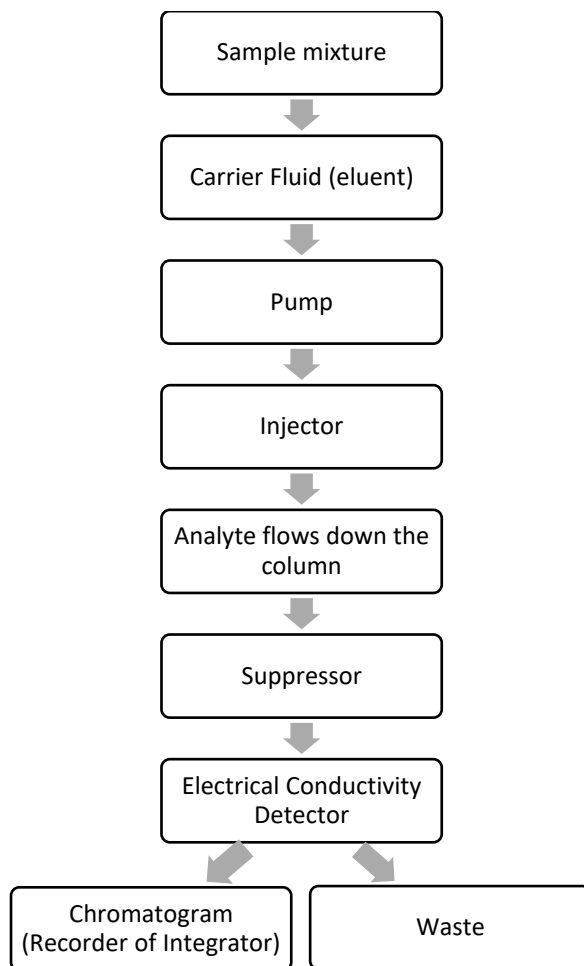 Sample mixture
Carrier Fluid (eluent)
Pump
Injector
Analyte flows down the
column
Suppressor
Electrical Conductivity
Detector
Chromatogram
(Recorder of Integrator)
Waste